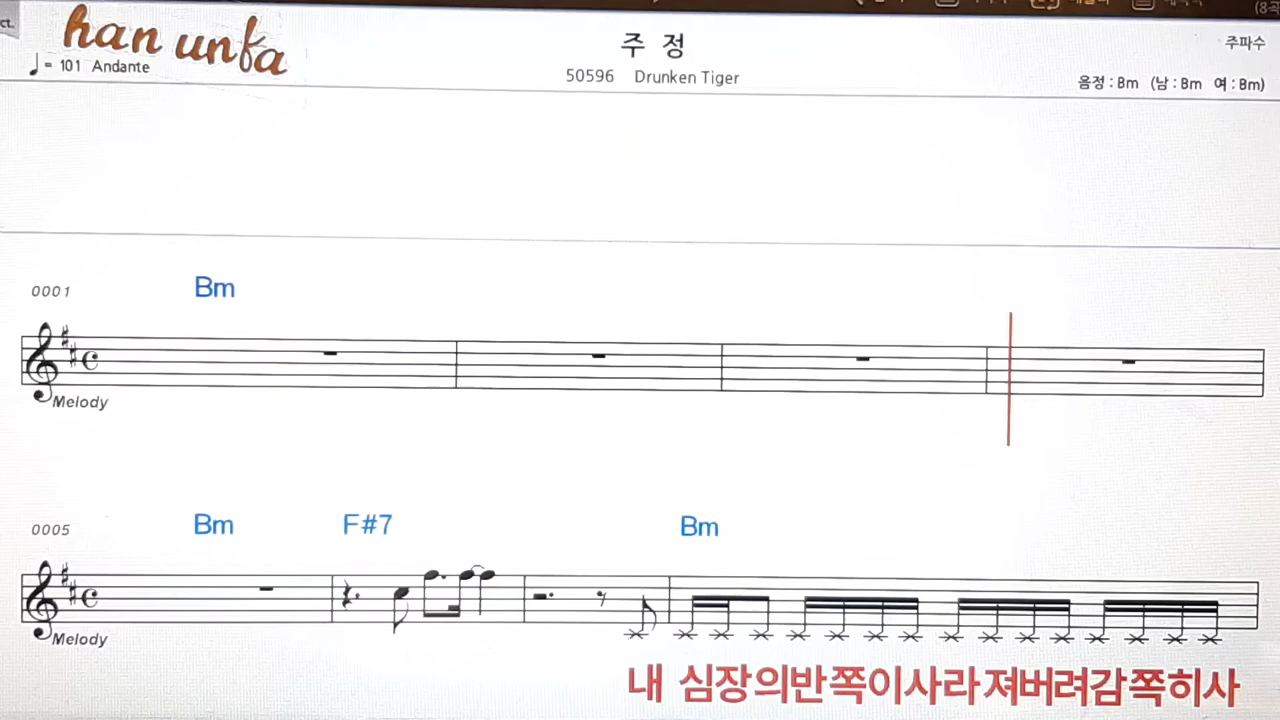 ct.
han unfa
주 정
주파수
♩= 101 Andante
50596 Drunken Tiger
음정 : Bm (남 : Bm 여 : Bm)
0001 Bm
Melody
0005 Bm F#7 Bm
Melody
내 심장의반쪽이사라져버려감쪽히사